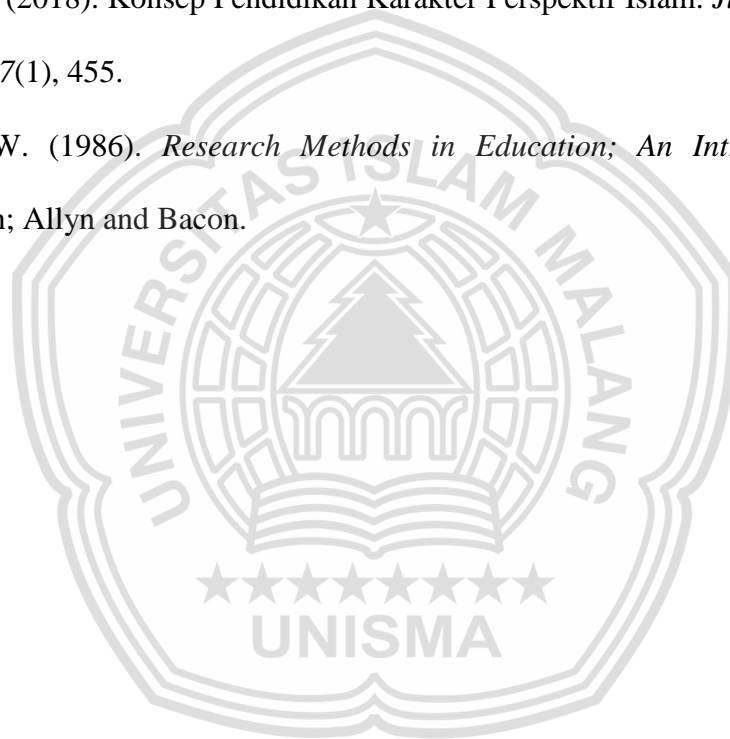 (2018). Konsep Pendidikan Karakter Perspektif Islam.
7(1), 455.
W. (1986). Research Methods in Education; An
Allyn and Bacon.
UNIVERSITAS ISLAM MALANG
UNISMA